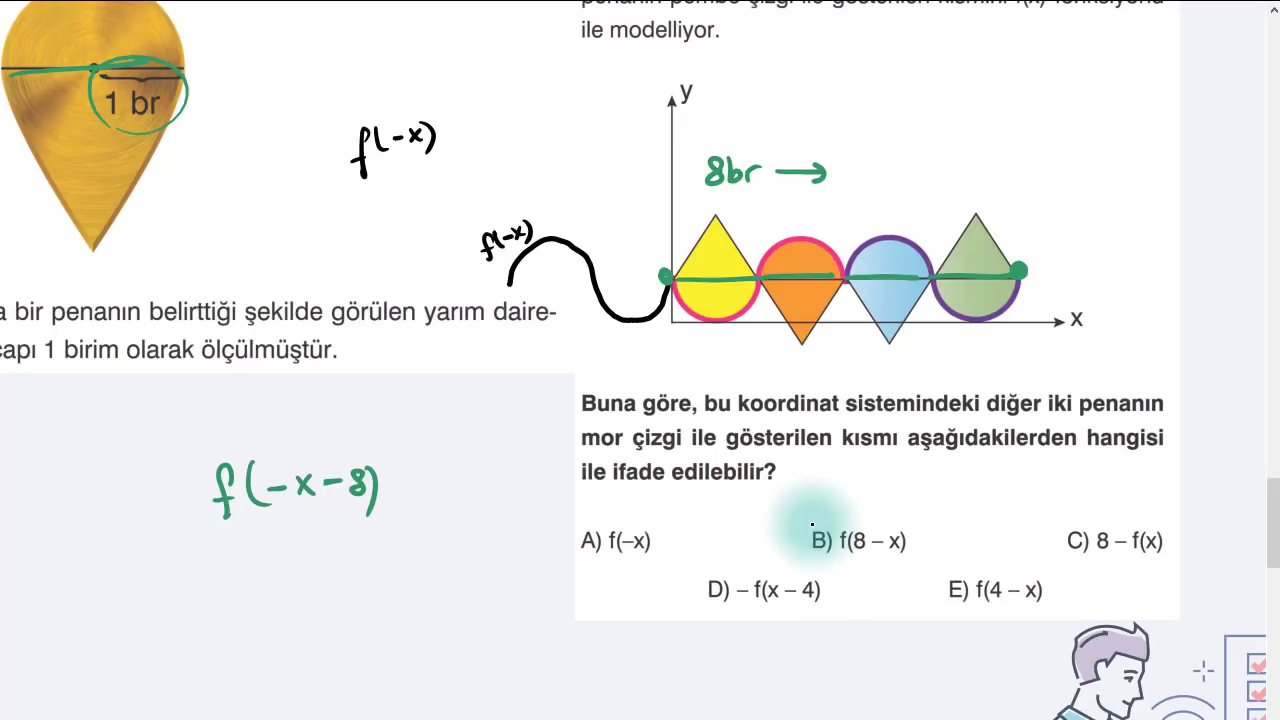 ile modelliyor.
1 br
f(-x)
y
8br →
f(-x)
x
a bir penanın belirttiği şekilde görülen yarım daire-
çapı 1 birim olarak ölçülmüştür.
Buna göre, bu koordinat sistemindeki diğer iki penanın
mor çizgi ile gösterilen kısmı aşağıdakilerden hangisi
ile ifade edilebilir?
f(-x-8)
A) f(–x) B) f(8 – x) C) 8 – f(x)
D) – f(x – 4) E) f(4 – x)